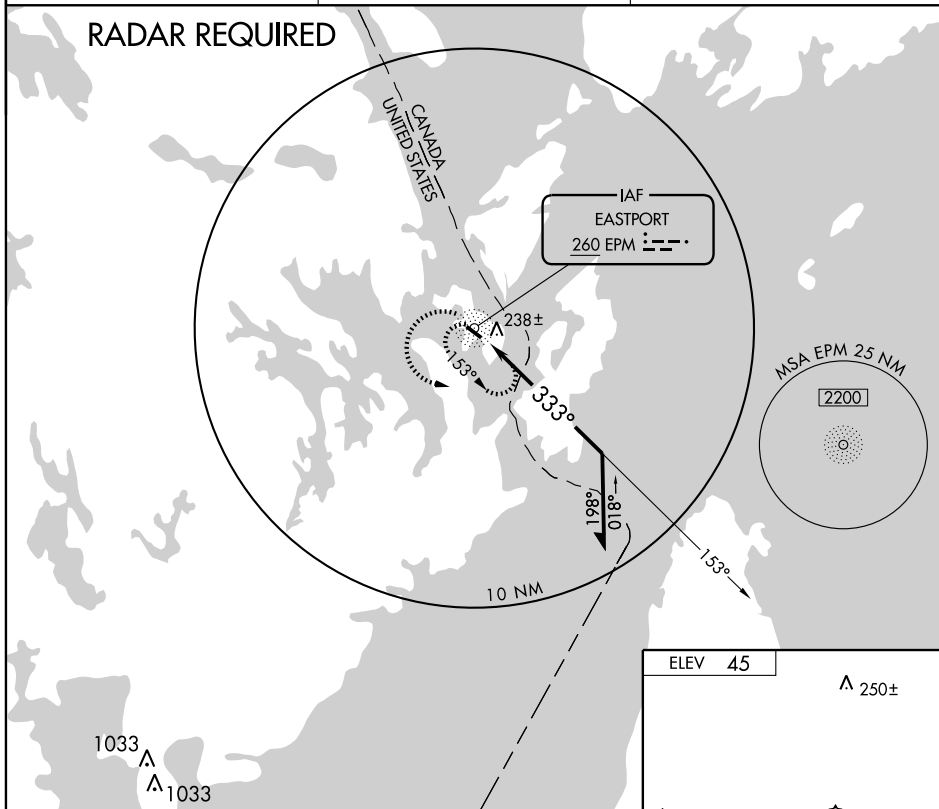 RADAR REQUIRED
CANADA
UNITED STATES
IAF
EASTPORT
260 EPM
238±
153°
333°
MSA EPM 25 NM
2200
198°
018°
153°
10 NM
ELEV 45
250±
1033
1033